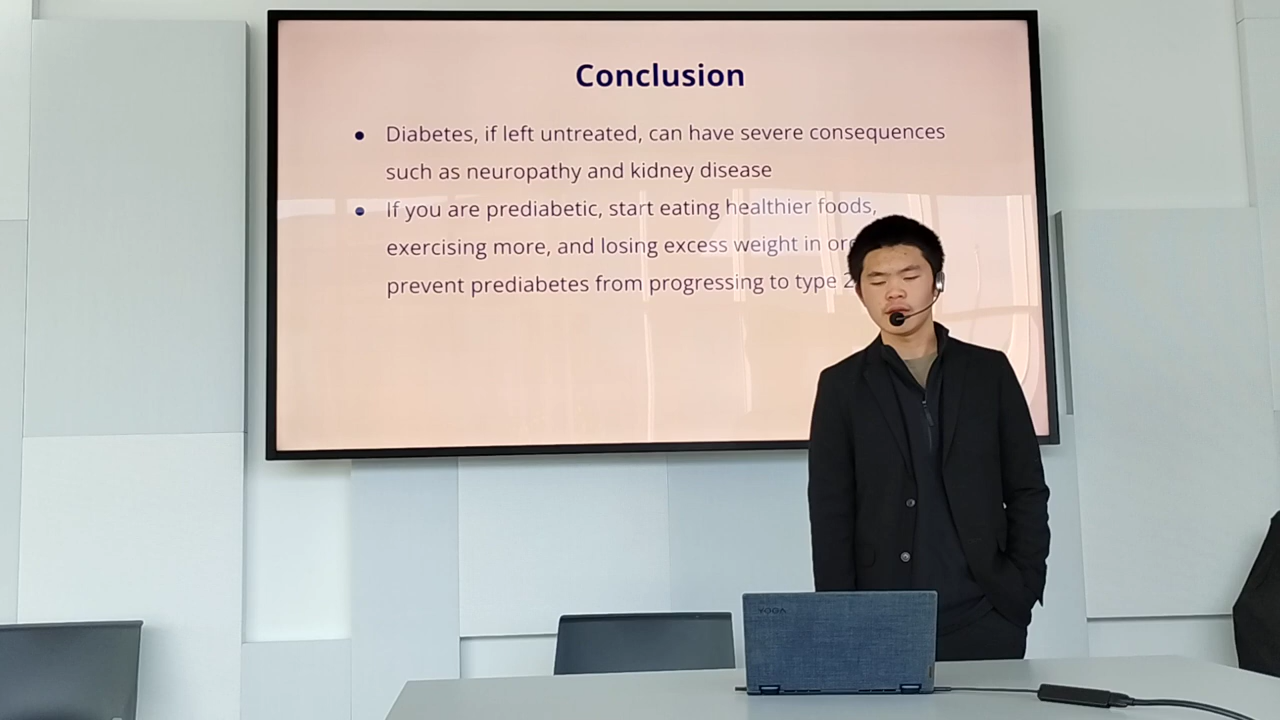 Conclusion
• Diabetes, if left untreated, can have severe consequences
such as neuropathy and kidney disease
• If you are prediabetic, start eating healthier foods,
exercising more, and losing excess weight in
prevent prediabetes from progressing to type 2
YOGA